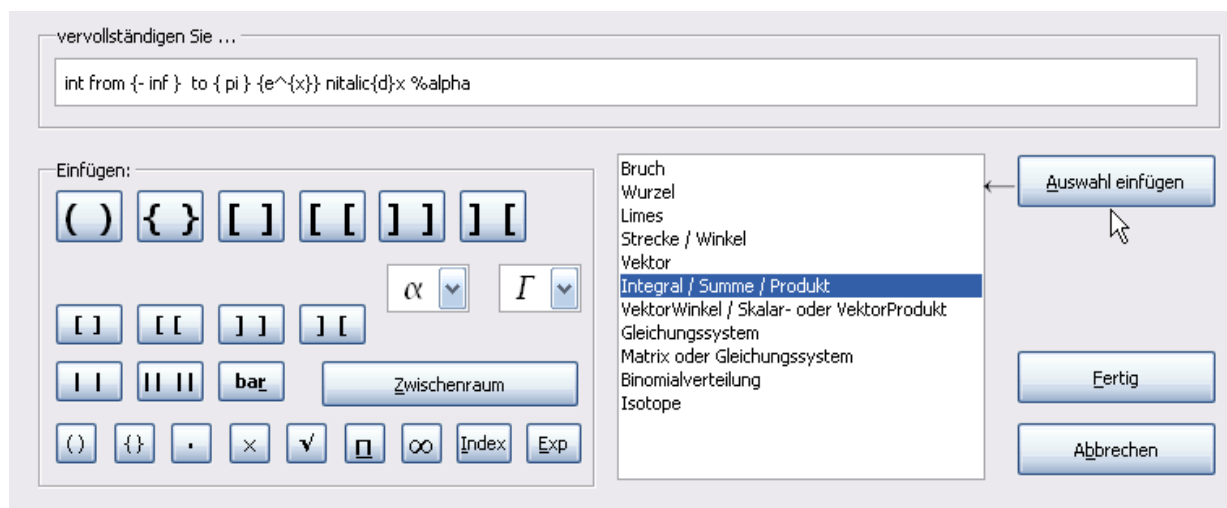 vervollständigen Sie ...
int from {- inf }  to { pi } {e^{x}} nitalic{d}x %alpha
Einfügen:
( ) { } [ ] [ [ ] ] ] [
α Γ
[ ] [ [ ] ] ] [
| | || || bar Zwischenraum
() {} · × √ п ∞ Index Exp
Bruch
Wurzel
Limes
Strecke / Winkel
Vektor
Integral / Summe / Produkt
VektorWinkel / Skalar- oder VektorProdukt
Gleichungssystem
Matrix oder Gleichungssystem
Binomialverteilung
Isotope
← Auswahl einfügen
Fertig
Abbrechen